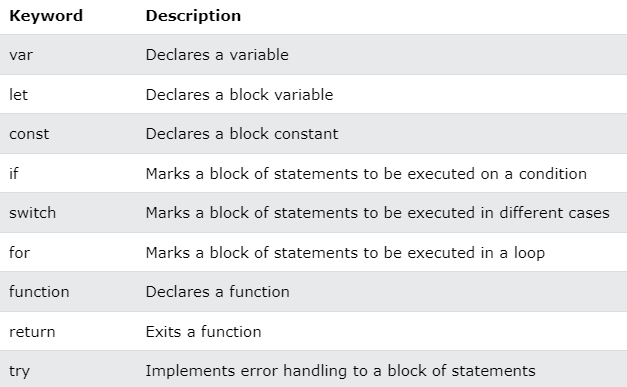 Keyword Description
var Declares a variable
let Declares a block variable
const Declares a block constant
if Marks a block of statements to be executed on a condition
switch Marks a block of statements to be executed in different cases
for Marks a block of statements to be executed in a loop
function Declares a function
return Exits a function
try Implements error handling to a block of statements